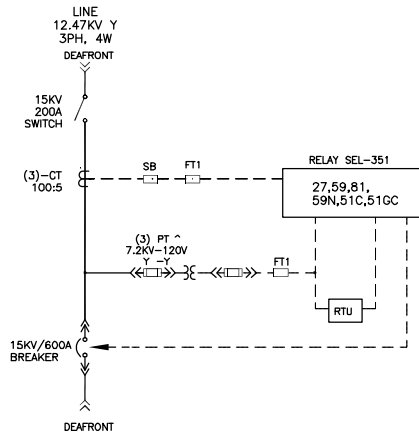 LINE
12.47KV Y
3PH, 4W
DEAFRONT
15KV
200A
SWITCH
(3)-CT
100:5
SB
FT1
RELAY SEL-351
27,59,81,
59N,51C,51GC
(3) PT ^
7.2KV-120V
Y -Y
FT1
RTU
15KV/600A
BREAKER
DEAFRONT